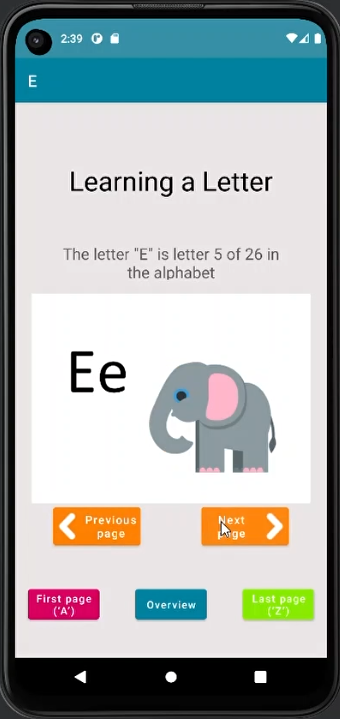 2:39
E
Learning a Letter
The letter "E" is letter 5 of 26 in
the alphabet
Ee
Previous
page
Next
page
First page
('A')
Overview
Last page
('Z')